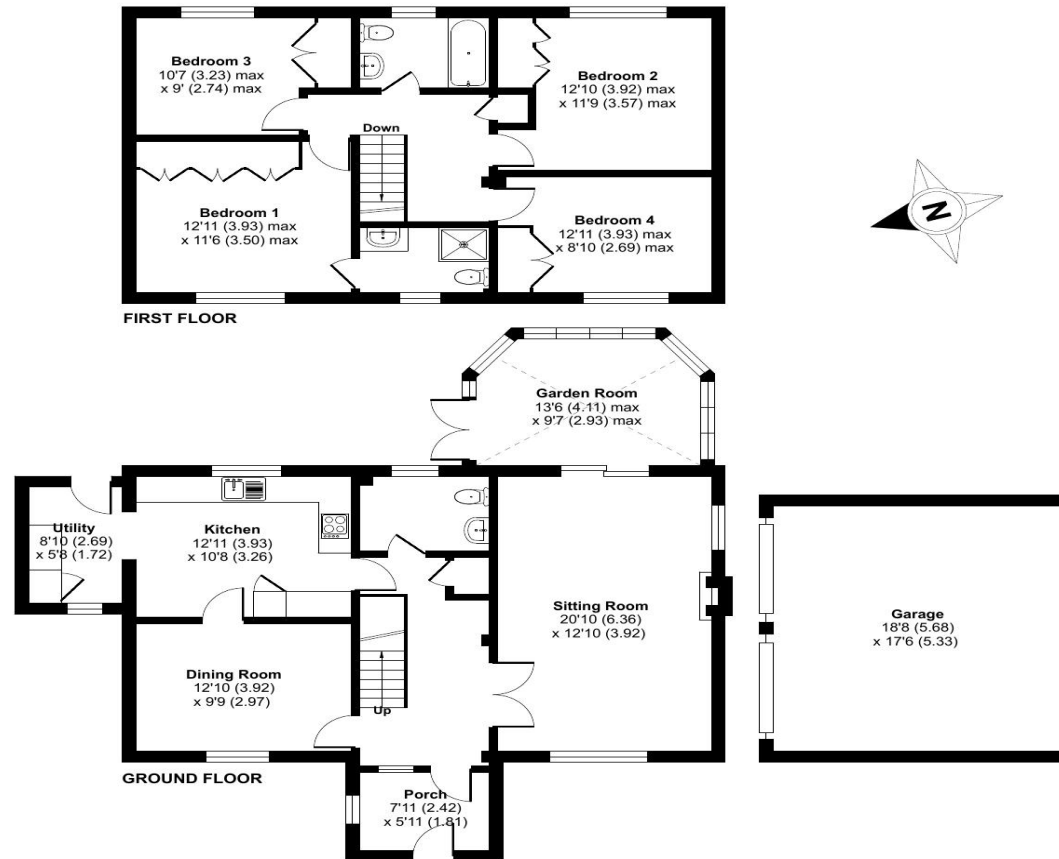 Bedroom 3
10'7 (3.23) max
x 9' (2.74) max
Bedroom 2
12'10 (3.92) max
x 11'9 (3.57) max
Down
Bedroom 1
12'11 (3.93) max
x 11'6 (3.50) max
Bedroom 4
12'11 (3.93) max
x 8'10 (2.69) max
N
FIRST FLOOR
Garden Room
13'6 (4.11) max
x 9'7 (2.93) max
Utility
8'10 (2.69)
x 5'8 (1.72)
Kitchen
12'11 (3.93)
x 10'8 (3.26)
Sitting Room
20'10 (6.36)
x 12'10 (3.92)
Garage
18'8 (5.68)
x 17'6 (5.33)
Dining Room
12'10 (3.92)
x 9'9 (2.97)
Up
GROUND FLOOR
Porch
7'11 (2.42)
x 5'11 (1.81)